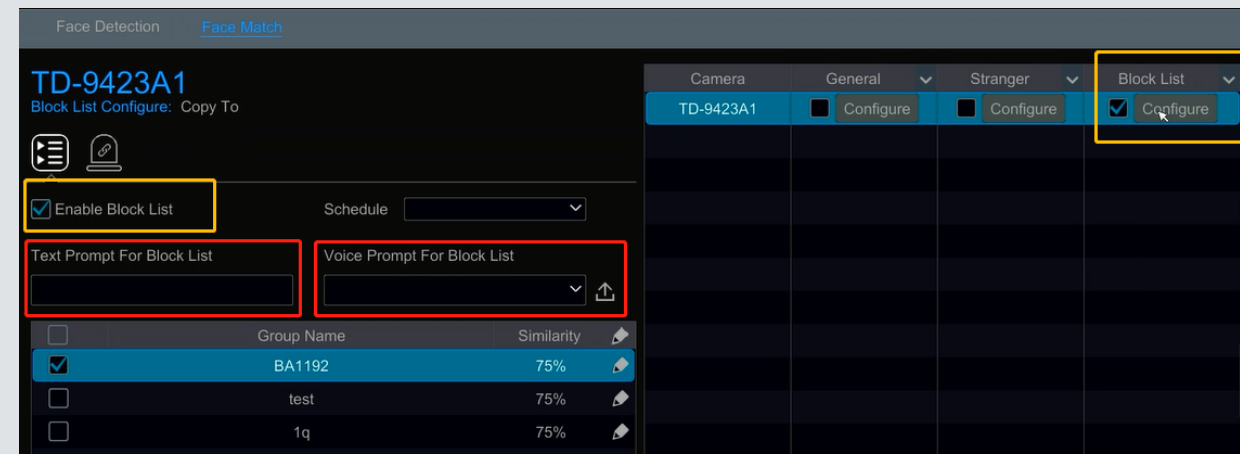 Face Detection Face Match
TD-9423A1
Block List Configure: Copy To
Enable Block List Schedule
Text Prompt For Block List Voice Prompt For Block List
Group Name Similarity
BA1192 75%
test 75%
1q 75%
Camera General Stranger Block List
TD-9423A1 Configure Configure Configure